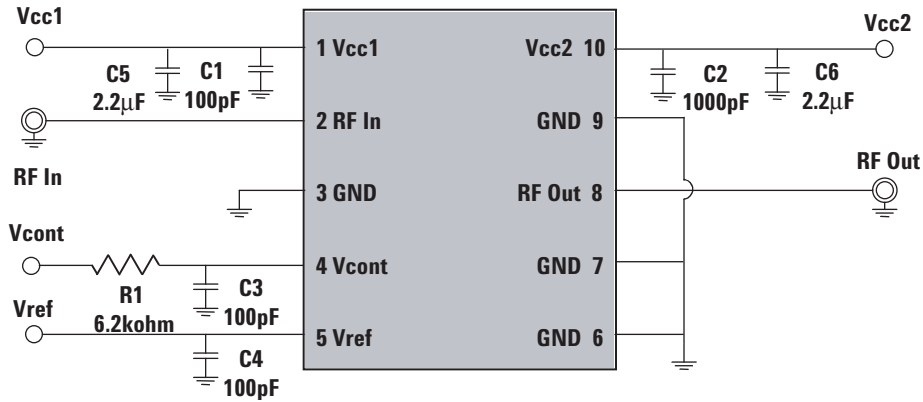 Vcc1
C5
2.2μF
C1
100pF
RF In
Vcont
R1
6.2kohm
C3
100pF
Vref
C4
100pF
1 Vcc1
2 RF In
3 GND
4 Vcont
5 Vref
Vcc2 10
GND 9
RF Out 8
GND 7
GND 6
Vcc2
C2
1000pF
C6
2.2μF
RF Out